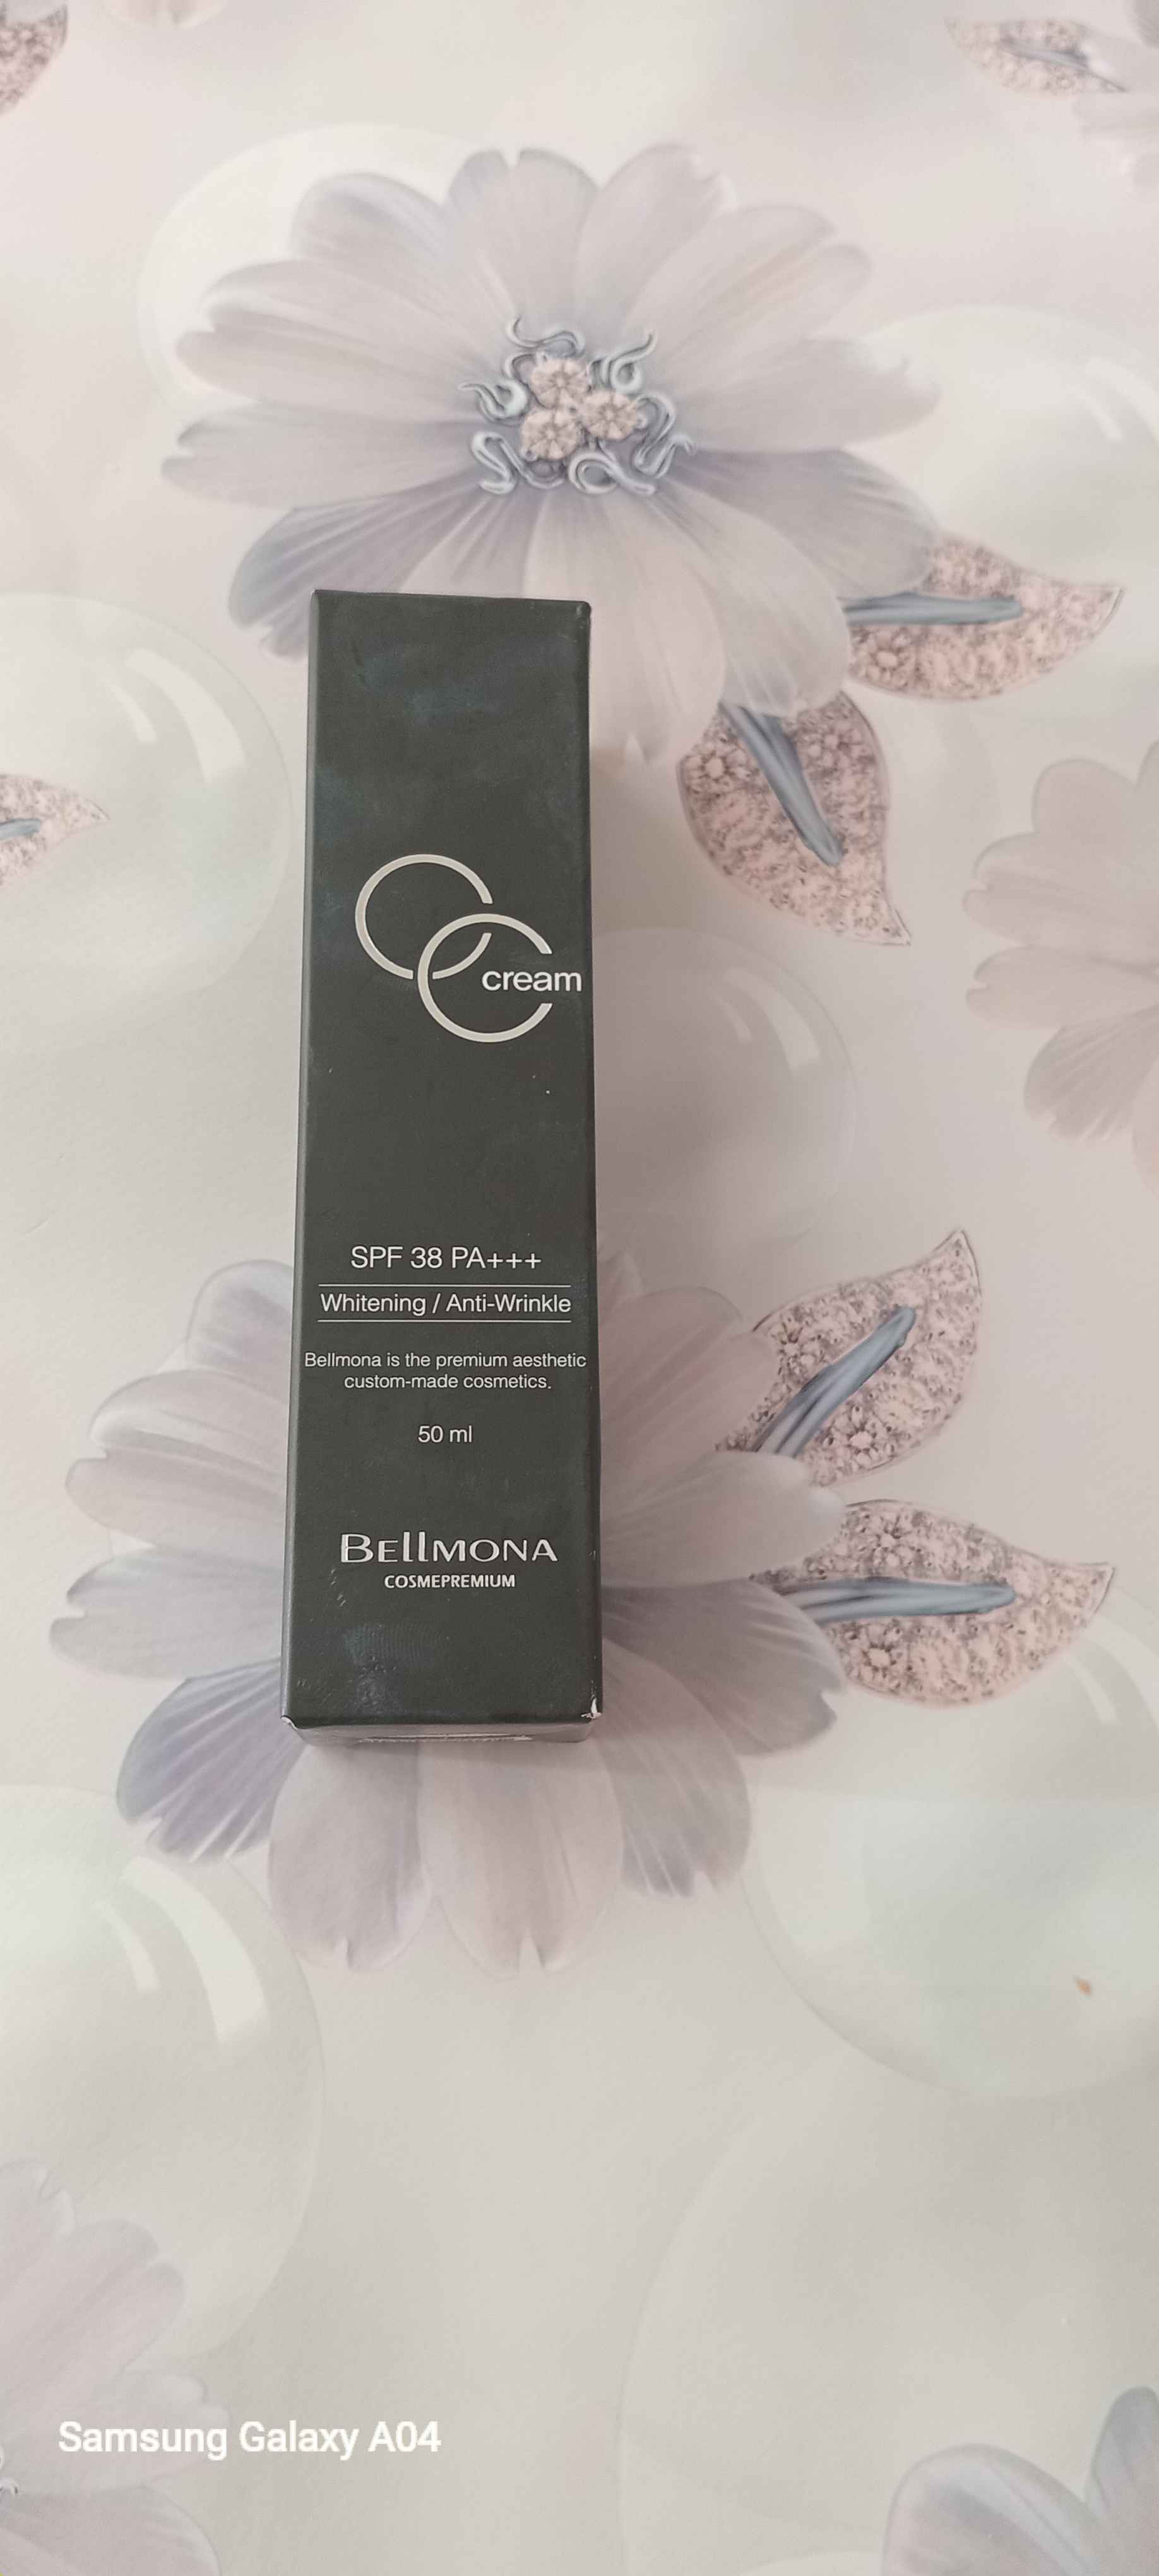 CC
cream
SPF 38 PA+++
Whitening / Anti-Wrinkle
Bellmona is the premium aesthetic
custom-made cosmetics.
50 ml
BELLMONA
COSMEPREMIUM
Samsung Galaxy A04